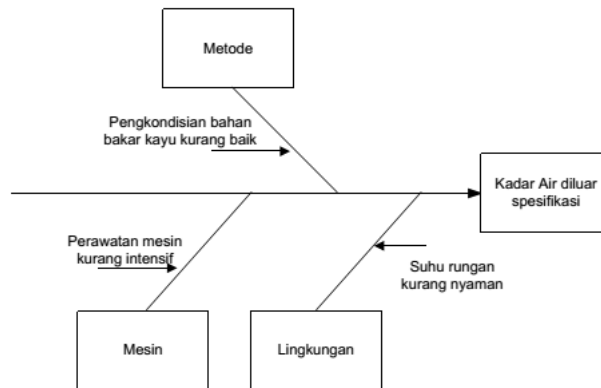 Metode
Pengkondisian bahan
bakar kayu kurang baik
Kadar Air diluar
spesifikasi
Perawatan mesin
kurang intensif
Suhu rungan
kurang nyaman
Mesin
Lingkungan